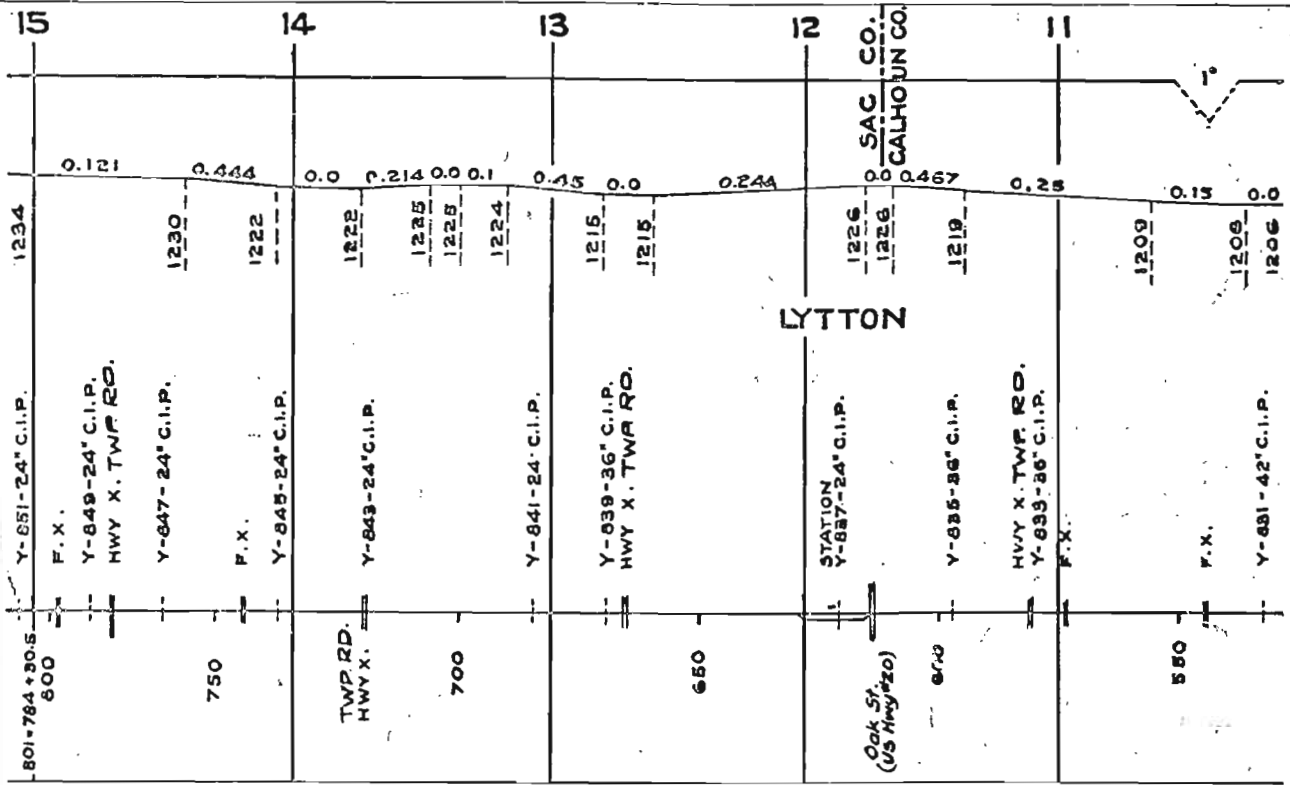 15
14
13
12
11
SAC CO.
CALHOUN CO.
1°
0.121
0.444
0.0
0.214
0.0
0.1
0.45
0.0
0.244
0.0
0.467
0.25
0.15
0.0
1234
1230
1222
1222
1225
1225
1224
1215
1215
1226
1226
1219
1209
1208
1206
LYTTON
Y-851-24" C.I.P.
F.X.
Y-849-24" C.I.P.
HWY X. TWP. RD.
Y-847-24" C.I.P.
F.X.
Y-845-24" C.I.P.
Y-843-24" C.I.P.
Y-841-24" C.I.P.
Y-839-36" C.I.P.
HWY X. TWP. RD.
STATION
Y-837-24" C.I.P.
Y-835-36" C.I.P.
HWY X. TWP. RD.
Y-833-36" C.I.P.
F.X.
F.X.
Y-831-42" C.I.P.
801=784+30.5
800
750
TWP. RD.
HWY X.
700
650
Oak St.
(US Hwy #20)
600
550